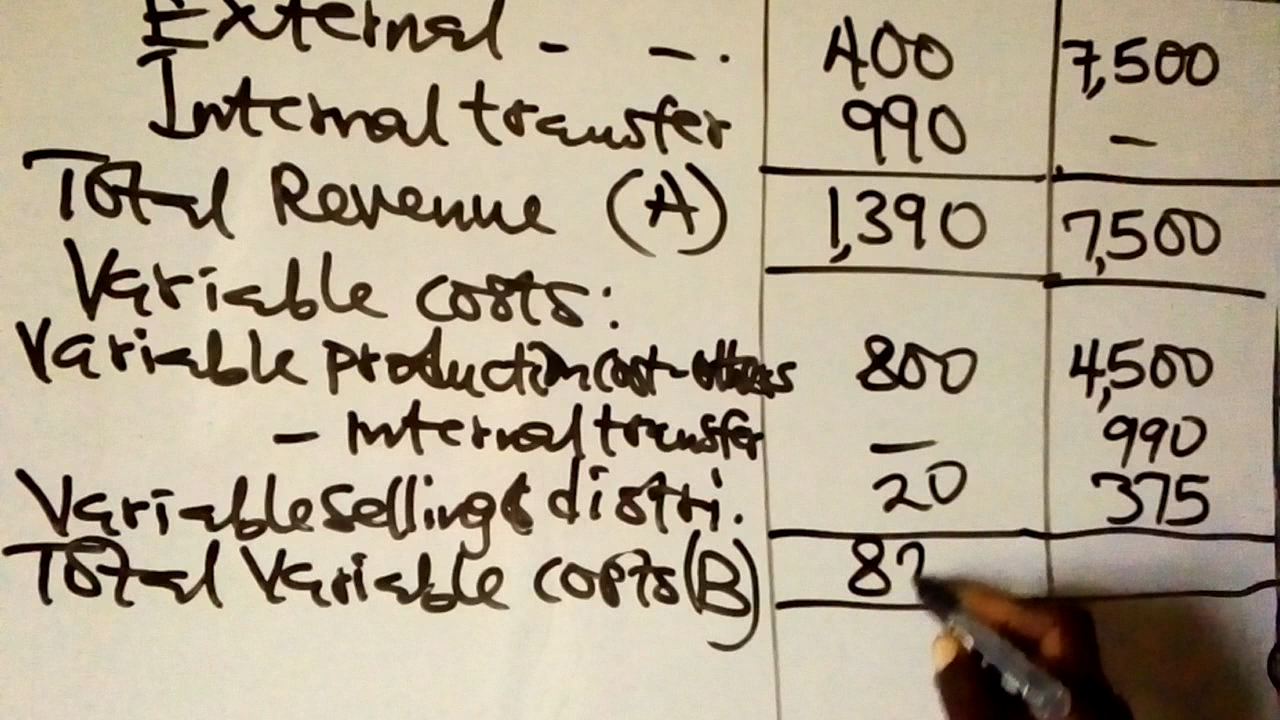 External - - . 400 7,500
Internal transfer 990 -
Total Revenue (A) 1,390 7,500
Variable costs:
Variable production cost-others 800 4,500
- Internal transfer - 990
Variable selling & distri. 20 375
Total Variable costs (B) 82